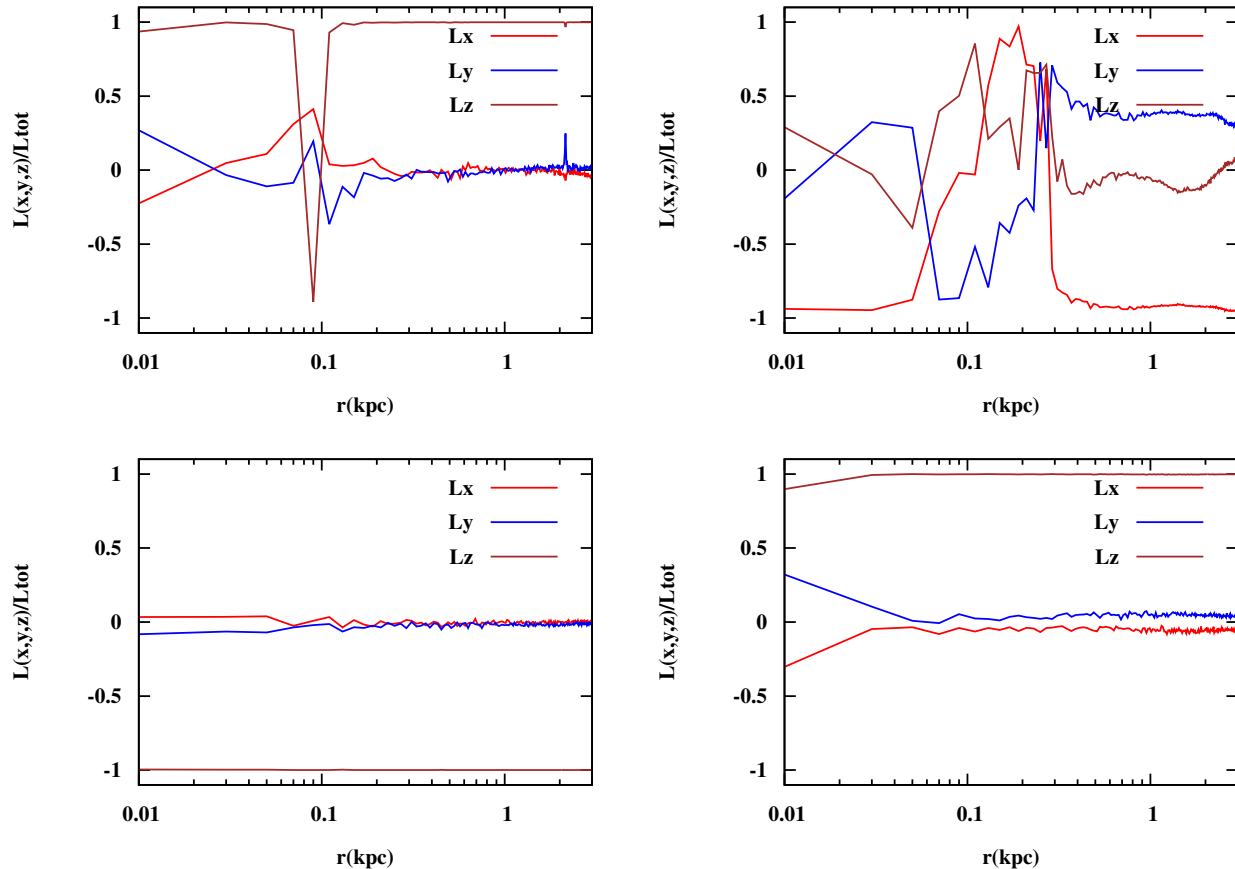 1
0.5
0
-0.5
-1
0.01
0.1
1
L(x,y,z)/Ltot
r(kpc)
Lx
Ly
Lz
1
0.5
0
-0.5
-1
0.01
0.1
1
L(x,y,z)/Ltot
r(kpc)
Lx
Ly
Lz
1
0.5
0
-0.5
-1
0.01
0.1
1
L(x,y,z)/Ltot
r(kpc)
Lx
Ly
Lz
1
0.5
0
-0.5
-1
0.01
0.1
1
L(x,y,z)/Ltot
r(kpc)
Lx
Ly
Lz